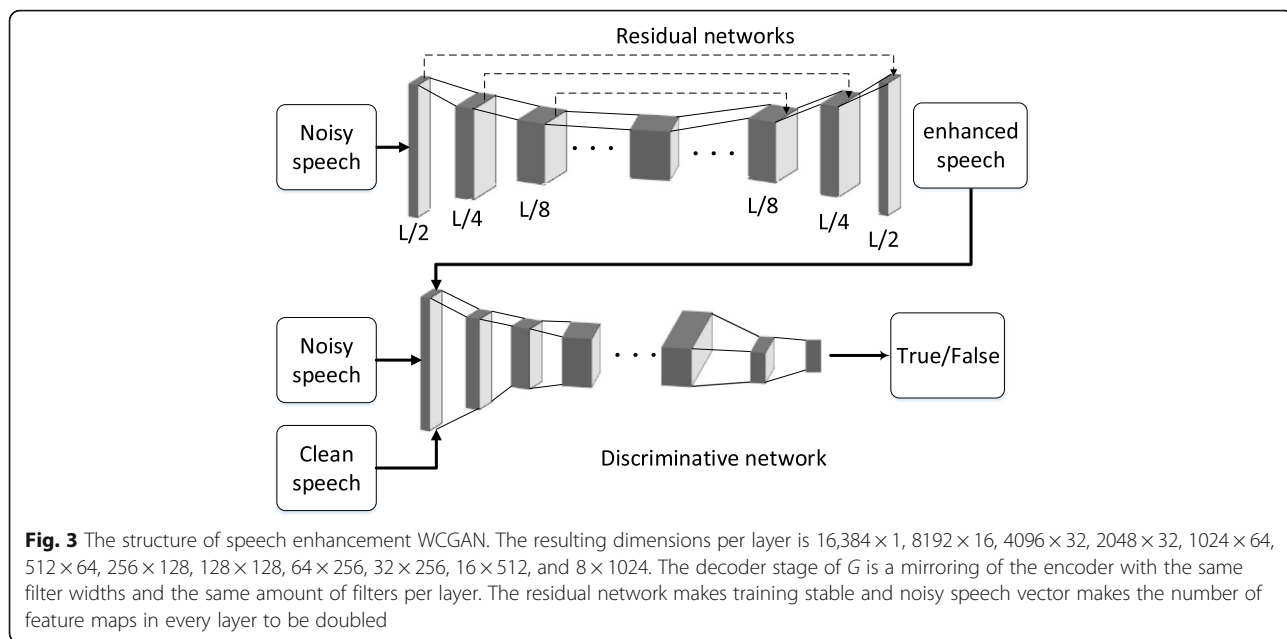 Residual networks
Noisy
speech
enhanced
speech
L/2
L/4
L/8
. . .
. . .
L/8
L/4
L/2
Noisy
speech
. . .
True/False
Clean
speech
Discriminative network
Fig. 3 The structure of speech enhancement WCGAN. The resulting dimensions per layer is 16,384 × 1, 8192 × 16, 4096 × 32, 2048 × 32, 1024 × 64,
512 × 64, 256 × 128, 128 × 128, 64 × 256, 32 × 256, 16 × 512, and 8 × 1024. The decoder stage of G is a mirroring of the encoder with the same
filter widths and the same amount of filters per layer. The residual network makes training stable and noisy speech vector makes the number of
feature maps in every layer to be doubled